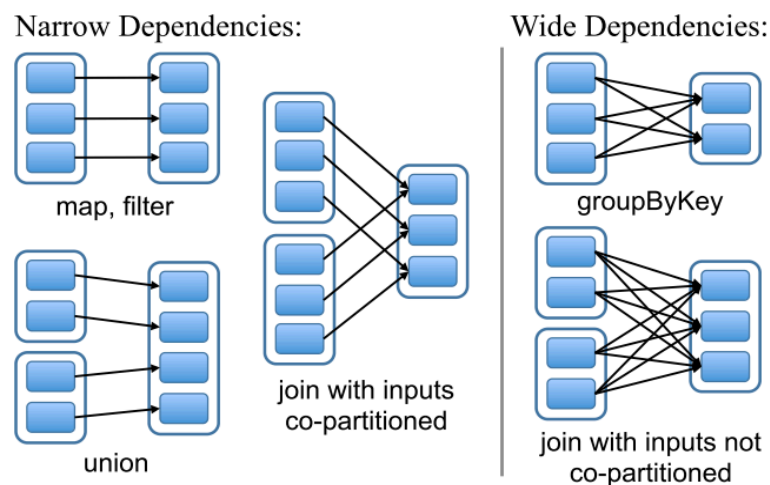 Narrow Dependencies:
map, filter
union
join with inputs
co-partitioned
Wide Dependencies:
groupByKey
join with inputs not
co-partitioned